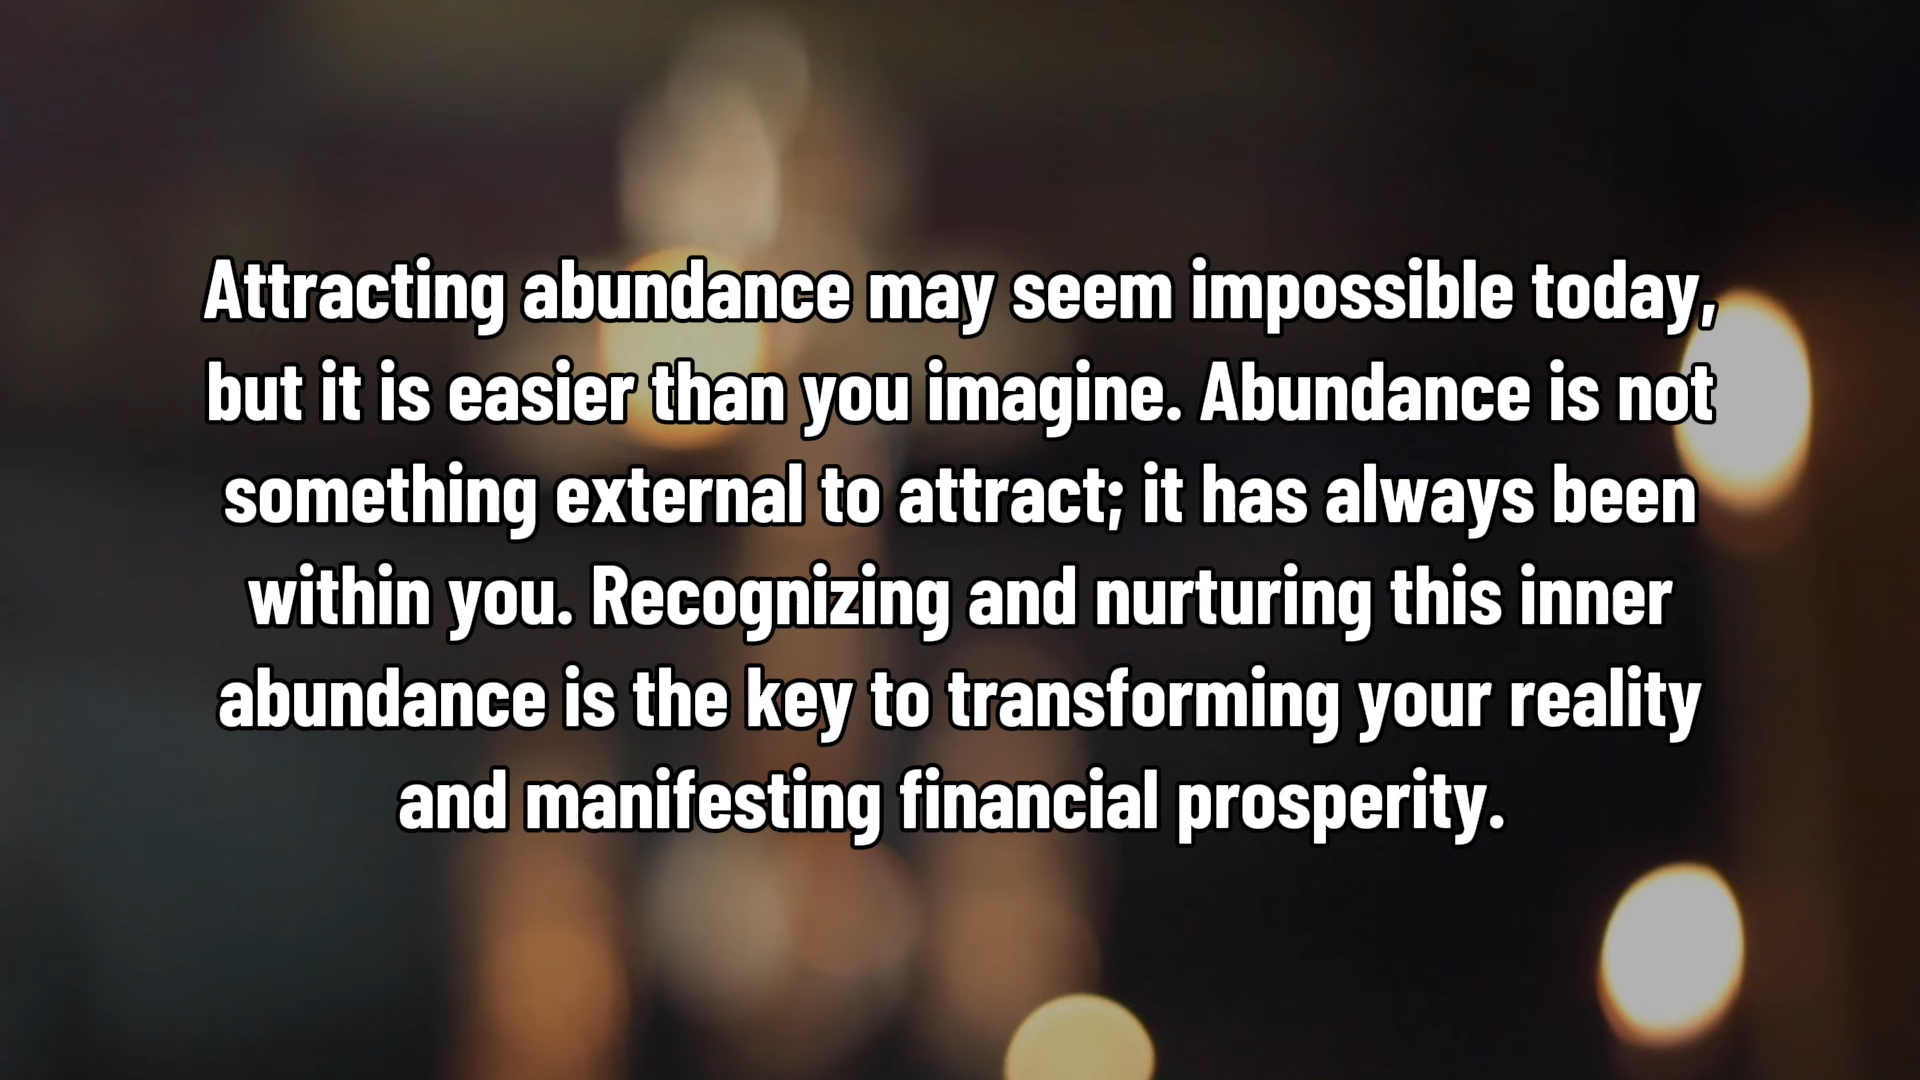 Attracting abundance may seem impossible today,
but it is easier than you imagine. Abundance is not
something external to attract; it has always been
within you. Recognizing and nurturing this inner
abundance is the key to transforming your reality
and manifesting financial prosperity.